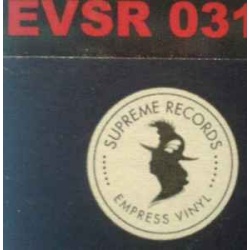 EVSR 031
SUPREME RECORDS
EMPRESS VINYL